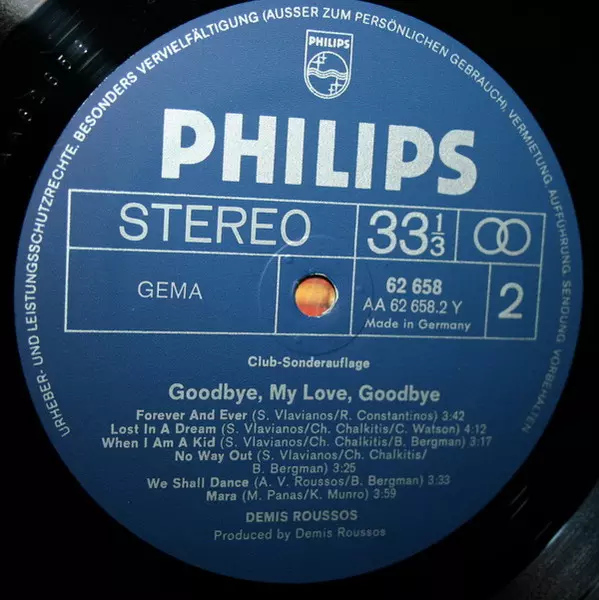 URHEBER- UND LEISTUNGSSCHUTZRECHTE, BESONDERS VERVIELFÄLTIGUNG (AUSSER ZUM PERSÖNLICHEN GEBRAUCH), VERMIETUNG, AUFFÜHRUNG, SENDUNG VORBEHALTEN
PHILIPS
PHILIPS
STEREO
33 1/3
GEMA
62 658
AA 62 658.2 Y
Made in Germany
2
Club-Sonderauflage
Goodbye, My Love, Goodbye
Forever And Ever (S. Vlavianos/R. Constantinos) 3:42
Lost In A Dream (S. Vlavianos/Ch. Chalkitis/C. Watson) 4:12
When I Am A Kid (S. Vlavianos/Ch. Chalkitis/B. Bergman) 3:17
No Way Out (S. Vlavianos/Ch. Chalkitis/
B. Bergman) 3:25
We Shall Dance (A. V. Roussos/B. Bergman) 3:33
Mara (M. Panas/K. Munro) 3:59
DEMIS ROUSSOS
Produced by Demis Roussos